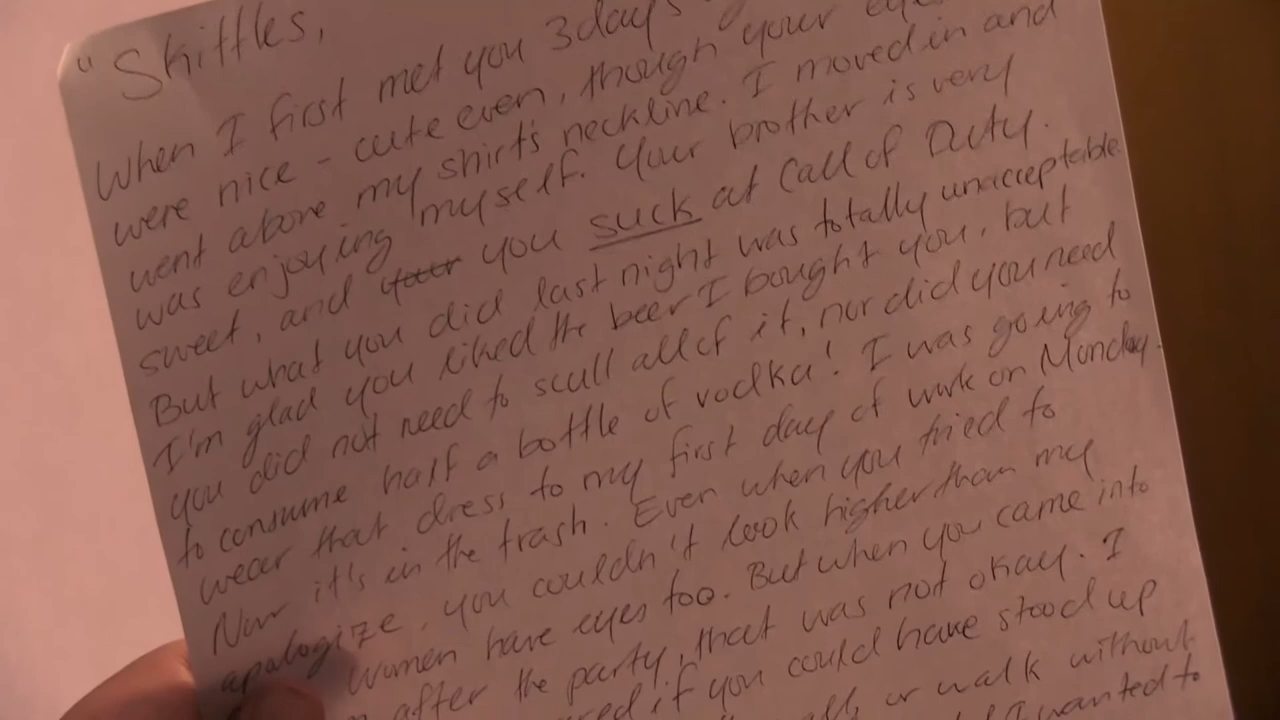 "Skittles,
When I first met you 3 days
were nice - cute even, though your
went above my shirt's neckline. I moved in and
was enjoying myself. Your brother is very
sweet, and your you suck at Call of Duty.
But what you did last night was totally unacceptable.
I'm glad you liked the beer I bought you, but
you did not need to scull all of it, nor did you need
to consume half a bottle of vodka! I was going to
wear that dress to my first day of work on Monday.
Now it's in the trash. Even when you tried to
apologize, you couldn't look higher than my
women have eyes too. But when you came into
after the party, that was not okay. I
if you could have stood up
or walk without
I wanted to